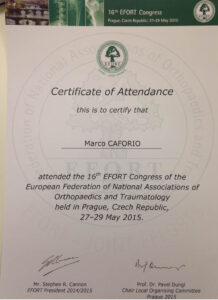 16th EFORT Congress
Prague, Czech Republic: 27-29 May 2015
Certificate of Attendance
this is to certify that
Marco CAFORIO
attended the 16th EFORT Congress of the
European Federation of National Associations of
Orthopaedics and Traumatology
held in Prague, Czech Republic,
27–29 May 2015.
Mr. Stephen R. Cannon
EFORT President 2014/2015
Prof. Dr. Pavel Dungl
Chair Local Organising Committee
Prague 2015